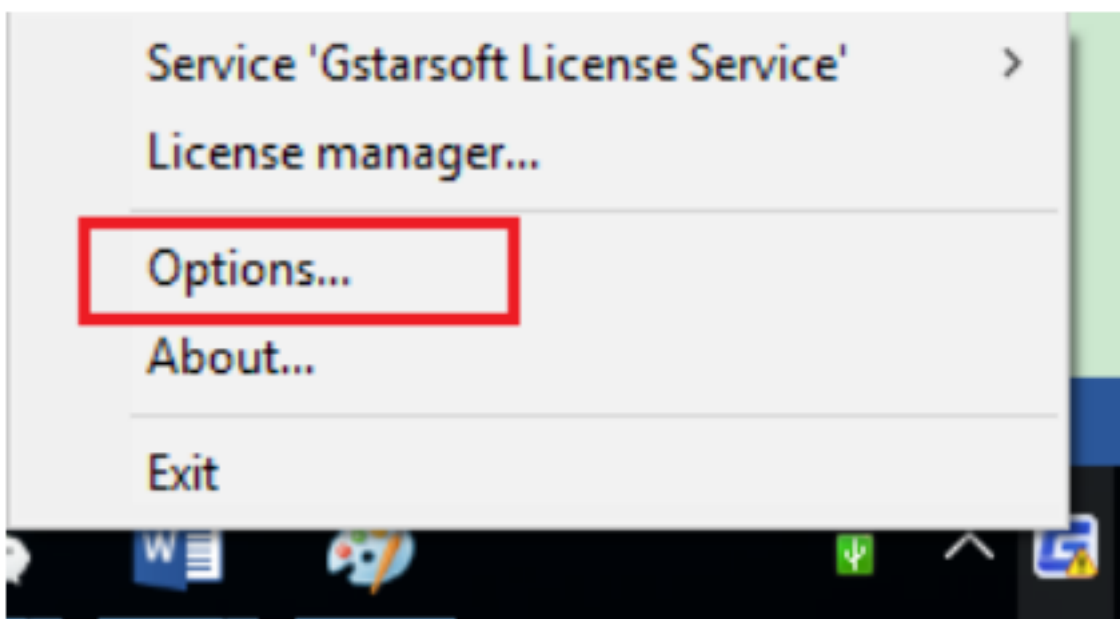 Service 'Gstarsoft License Service'
License manager...
Options...
About...
Exit
W
G